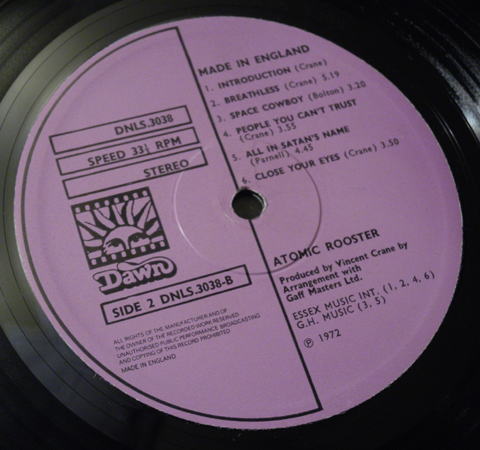 MADE IN ENGLAND
1. INTRODUCTION (Crane)
2. BREATHLESS (Crane) 5.19
3. SPACE COWBOY (Bolton) 3.20
4. PEOPLE YOU CAN'T TRUST
(Crane) 3.55
5. ALL IN SATAN'S NAME
(Parnell) 4.45
6. CLOSE YOUR EYES (Crane) 3.50
DNLS.3038
SPEED 33⅓ RPM
STEREO
Dawn
SIDE 2 DNLS.3038-B
ALL RIGHTS OF THE MANUFACTURER AND OF
THE OWNER OF THE RECORDED WORK RESERVED
UNAUTHORISED PUBLIC PERFORMANCE BROADCASTING
AND COPYING OF THIS RECORD PROHIBITED
MADE IN ENGLAND
ATOMIC ROOSTER
Produced by Vincent Crane by
Arrangement with
Gaff Masters Ltd.
ESSEX MUSIC INT. (1, 2, 4, 6)
G.H. MUSIC (3, 5)
℗ 1972